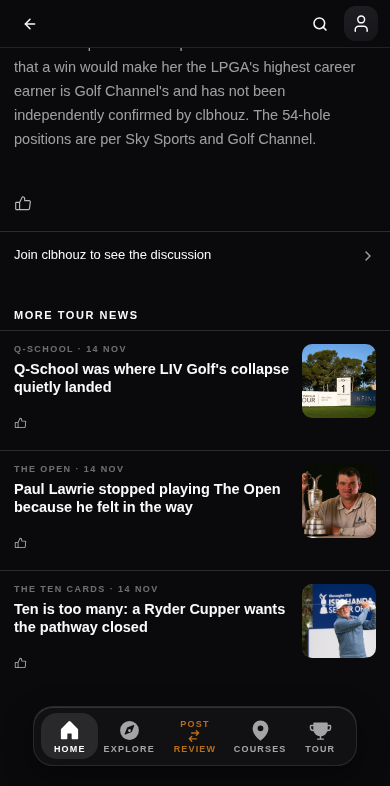 that a win would make her the LPGA's highest career
earner is Golf Channel's and has not been
independently confirmed by clbhouz. The 54-hole
positions are per Sky Sports and Golf Channel.
Join clbhouz to see the discussion
MORE TOUR NEWS
Q-SCHOOL · 14 NOV
Q-School was where LIV Golf's collapse
quietly landed
THE OPEN · 14 NOV
Paul Lawrie stopped playing The Open
because he felt in the way
THE TEN CARDS · 14 NOV
Ten is too many: a Ryder Cupper wants
the pathway closed
POST
HOME
EXPLORE
REVIEW
COURSES
TOUR